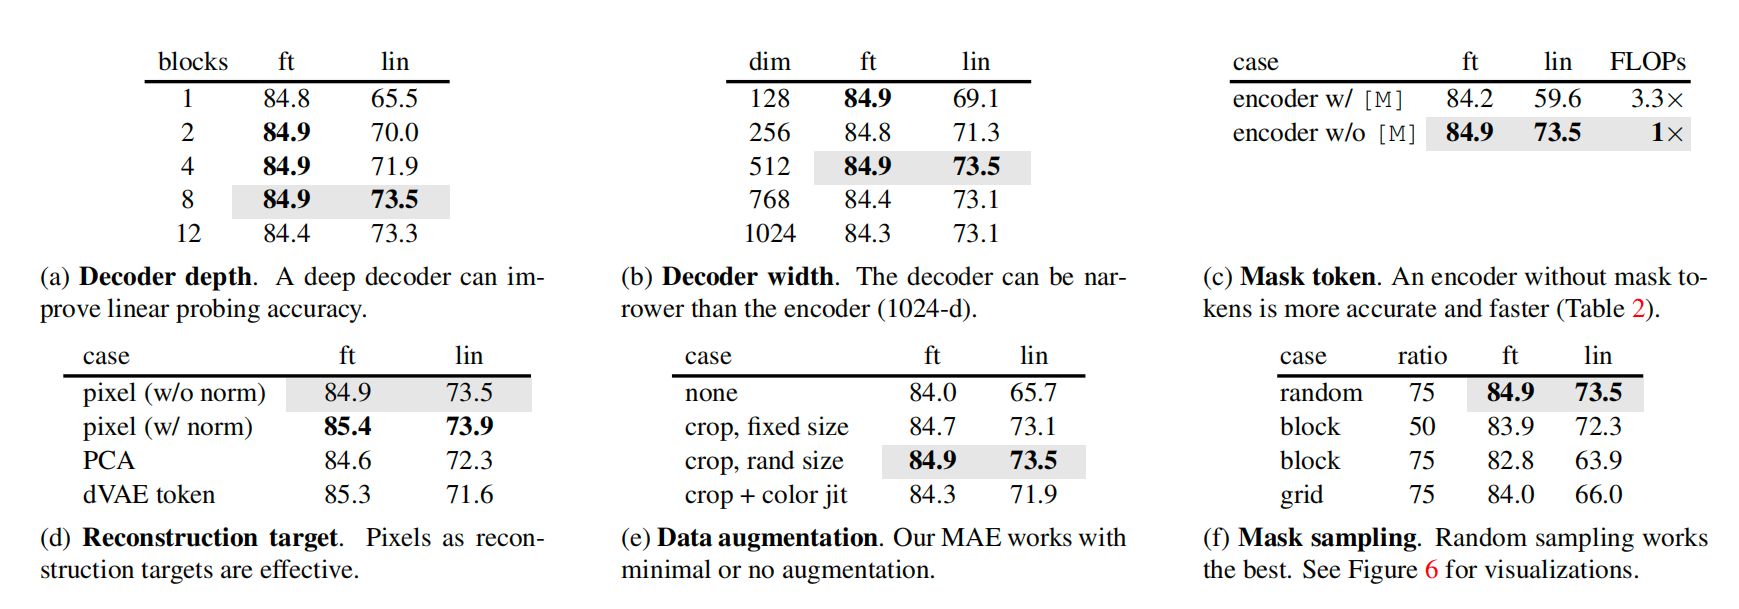 blocks ft lin
1 84.8 65.5
2 84.9 70.0
4 84.9 71.9
8 84.9 73.5
12 84.4 73.3
(a) Decoder depth. A deep decoder can im-
prove linear probing accuracy.
dim ft lin
128 84.9 69.1
256 84.8 71.3
512 84.9 73.5
768 84.4 73.1
1024 84.3 73.1
(b) Decoder width. The decoder can be nar-
rower than the encoder (1024-d).
case ft lin FLOPs
encoder w/ [M] 84.2 59.6 3.3×
encoder w/o [M] 84.9 73.5 1×
(c) Mask token. An encoder without mask to-
kens is more accurate and faster (Table 2).
case ft lin
pixel (w/o norm) 84.9 73.5
pixel (w/ norm) 85.4 73.9
PCA 84.6 72.3
dVAE token 85.3 71.6
(d) Reconstruction target. Pixels as recon-
struction targets are effective.
case ft lin
none 84.0 65.7
crop, fixed size 84.7 73.1
crop, rand size 84.9 73.5
crop + color jit 84.3 71.9
(e) Data augmentation. Our MAE works with
minimal or no augmentation.
case ratio ft lin
random 75 84.9 73.5
block 50 83.9 72.3
block 75 82.8 63.9
grid 75 84.0 66.0
(f) Mask sampling. Random sampling works
the best. See Figure 6 for visualizations.